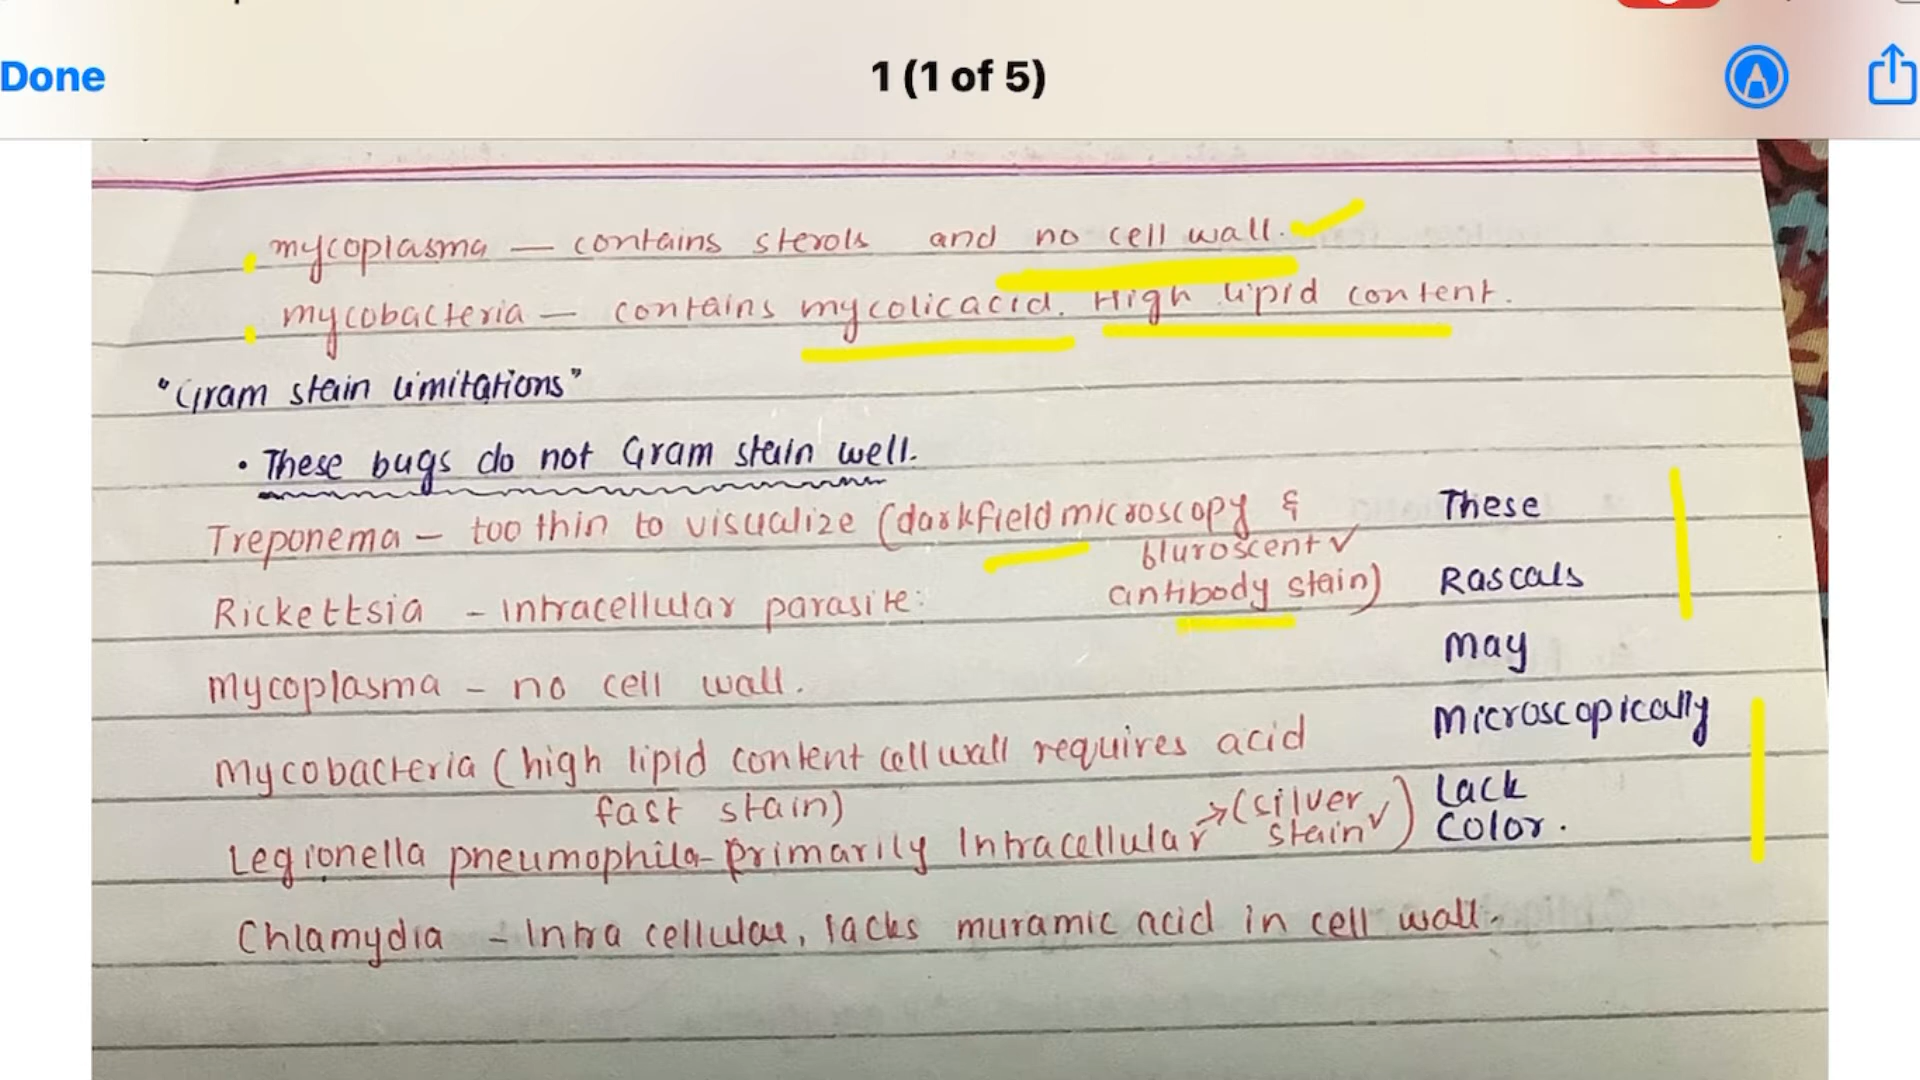 Done
1 (1 of 5)
mycoplasma — contains sterols and no cell wall.
mycobacteria — contains mycolic acid. High lipid content.
"Gram stain limitations"
• These bugs do not Gram stain well.
Treponema — too thin to visualize (darkfield microscopy & These
fluroscent ✓
Rickettsia - Intracellular parasite: antibody stain) Rascals
mycoplasma - no cell wall. may
microscopically
mycobacteria (high lipid content cell wall requires acid
fast stain) →(silver stain ✓) Lack
Legionella pneumophila - primarily Intracellular Color.
Chlamydia - Intra cellular, lacks muramic acid in cell wall.